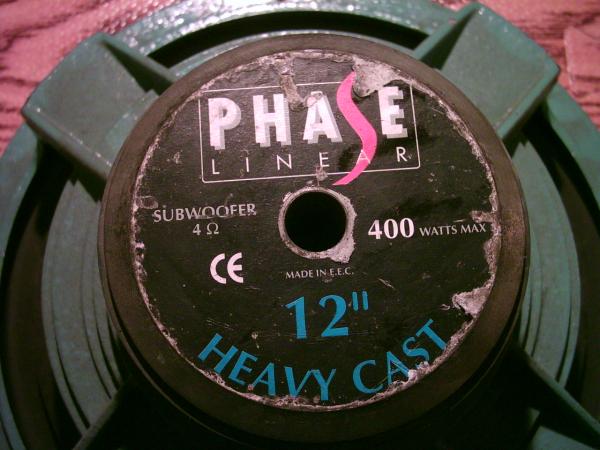 PHASE
LINEAR
SUBWOOFER
4 Ω
400 WATTS MAX
CE
MADE IN E.E.C.
12"
HEAVY CAST